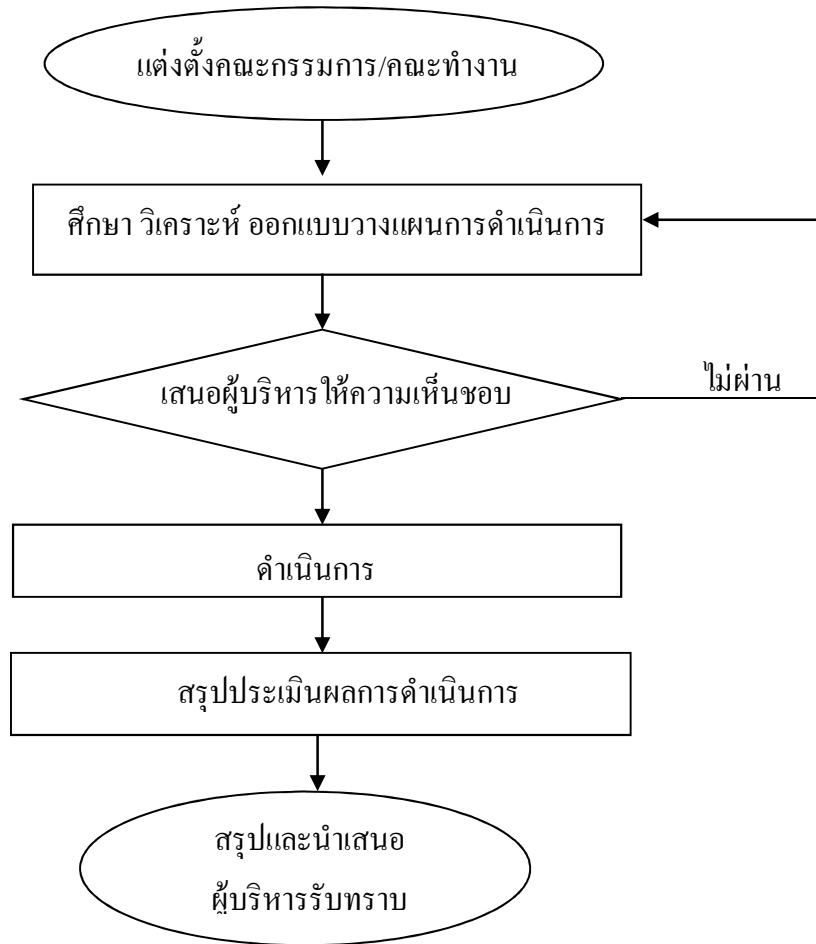 แต่งตั้งคณะกรรมการ/คณะทำงาน
ศึกษา วิเคราะห์ ออกแบบวางแผนการดำเนินการ
เสนอผู้บริหารให้ความเห็นชอบ
ไม่ผ่าน
ดำเนินการ
สรุปประเมินผลการดำเนินการ
สรุปและนำเสนอ
ผู้บริหารรับทราบ